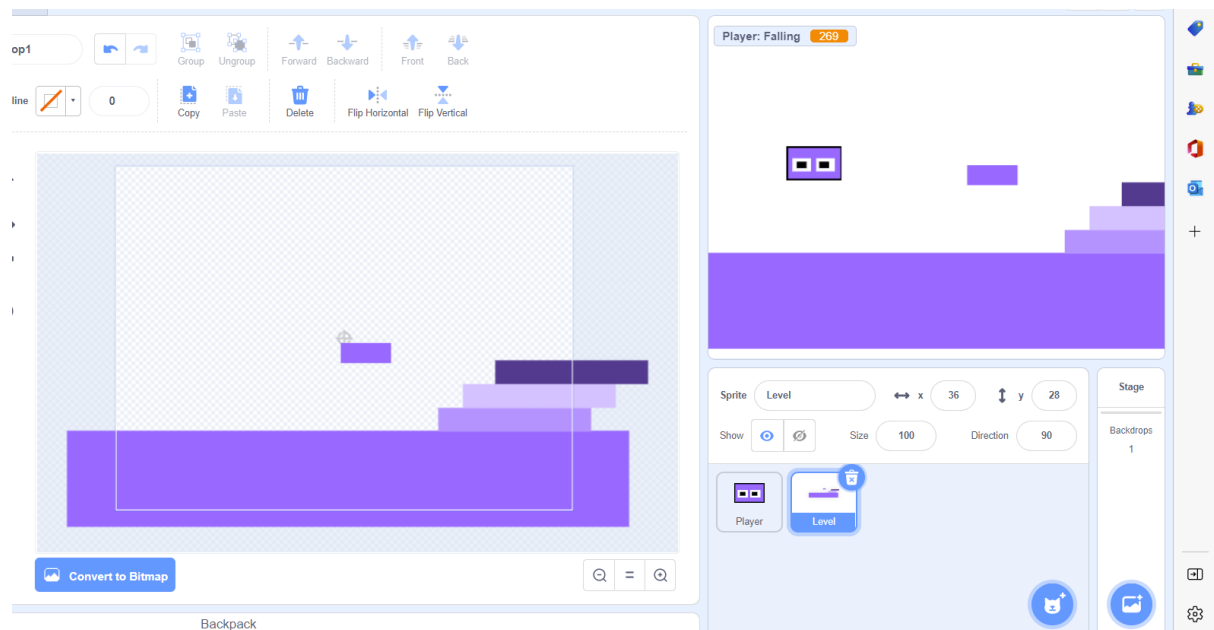 op1
Group Ungroup Forward Backward Front Back
line 0 Copy Paste Delete Flip Horizontal Flip Vertical
Convert to Bitmap
Backpack
Player: Falling 269
Sprite Level x 36 y 28
Show Size 100 Direction 90
Player Level
Stage
Backdrops
1